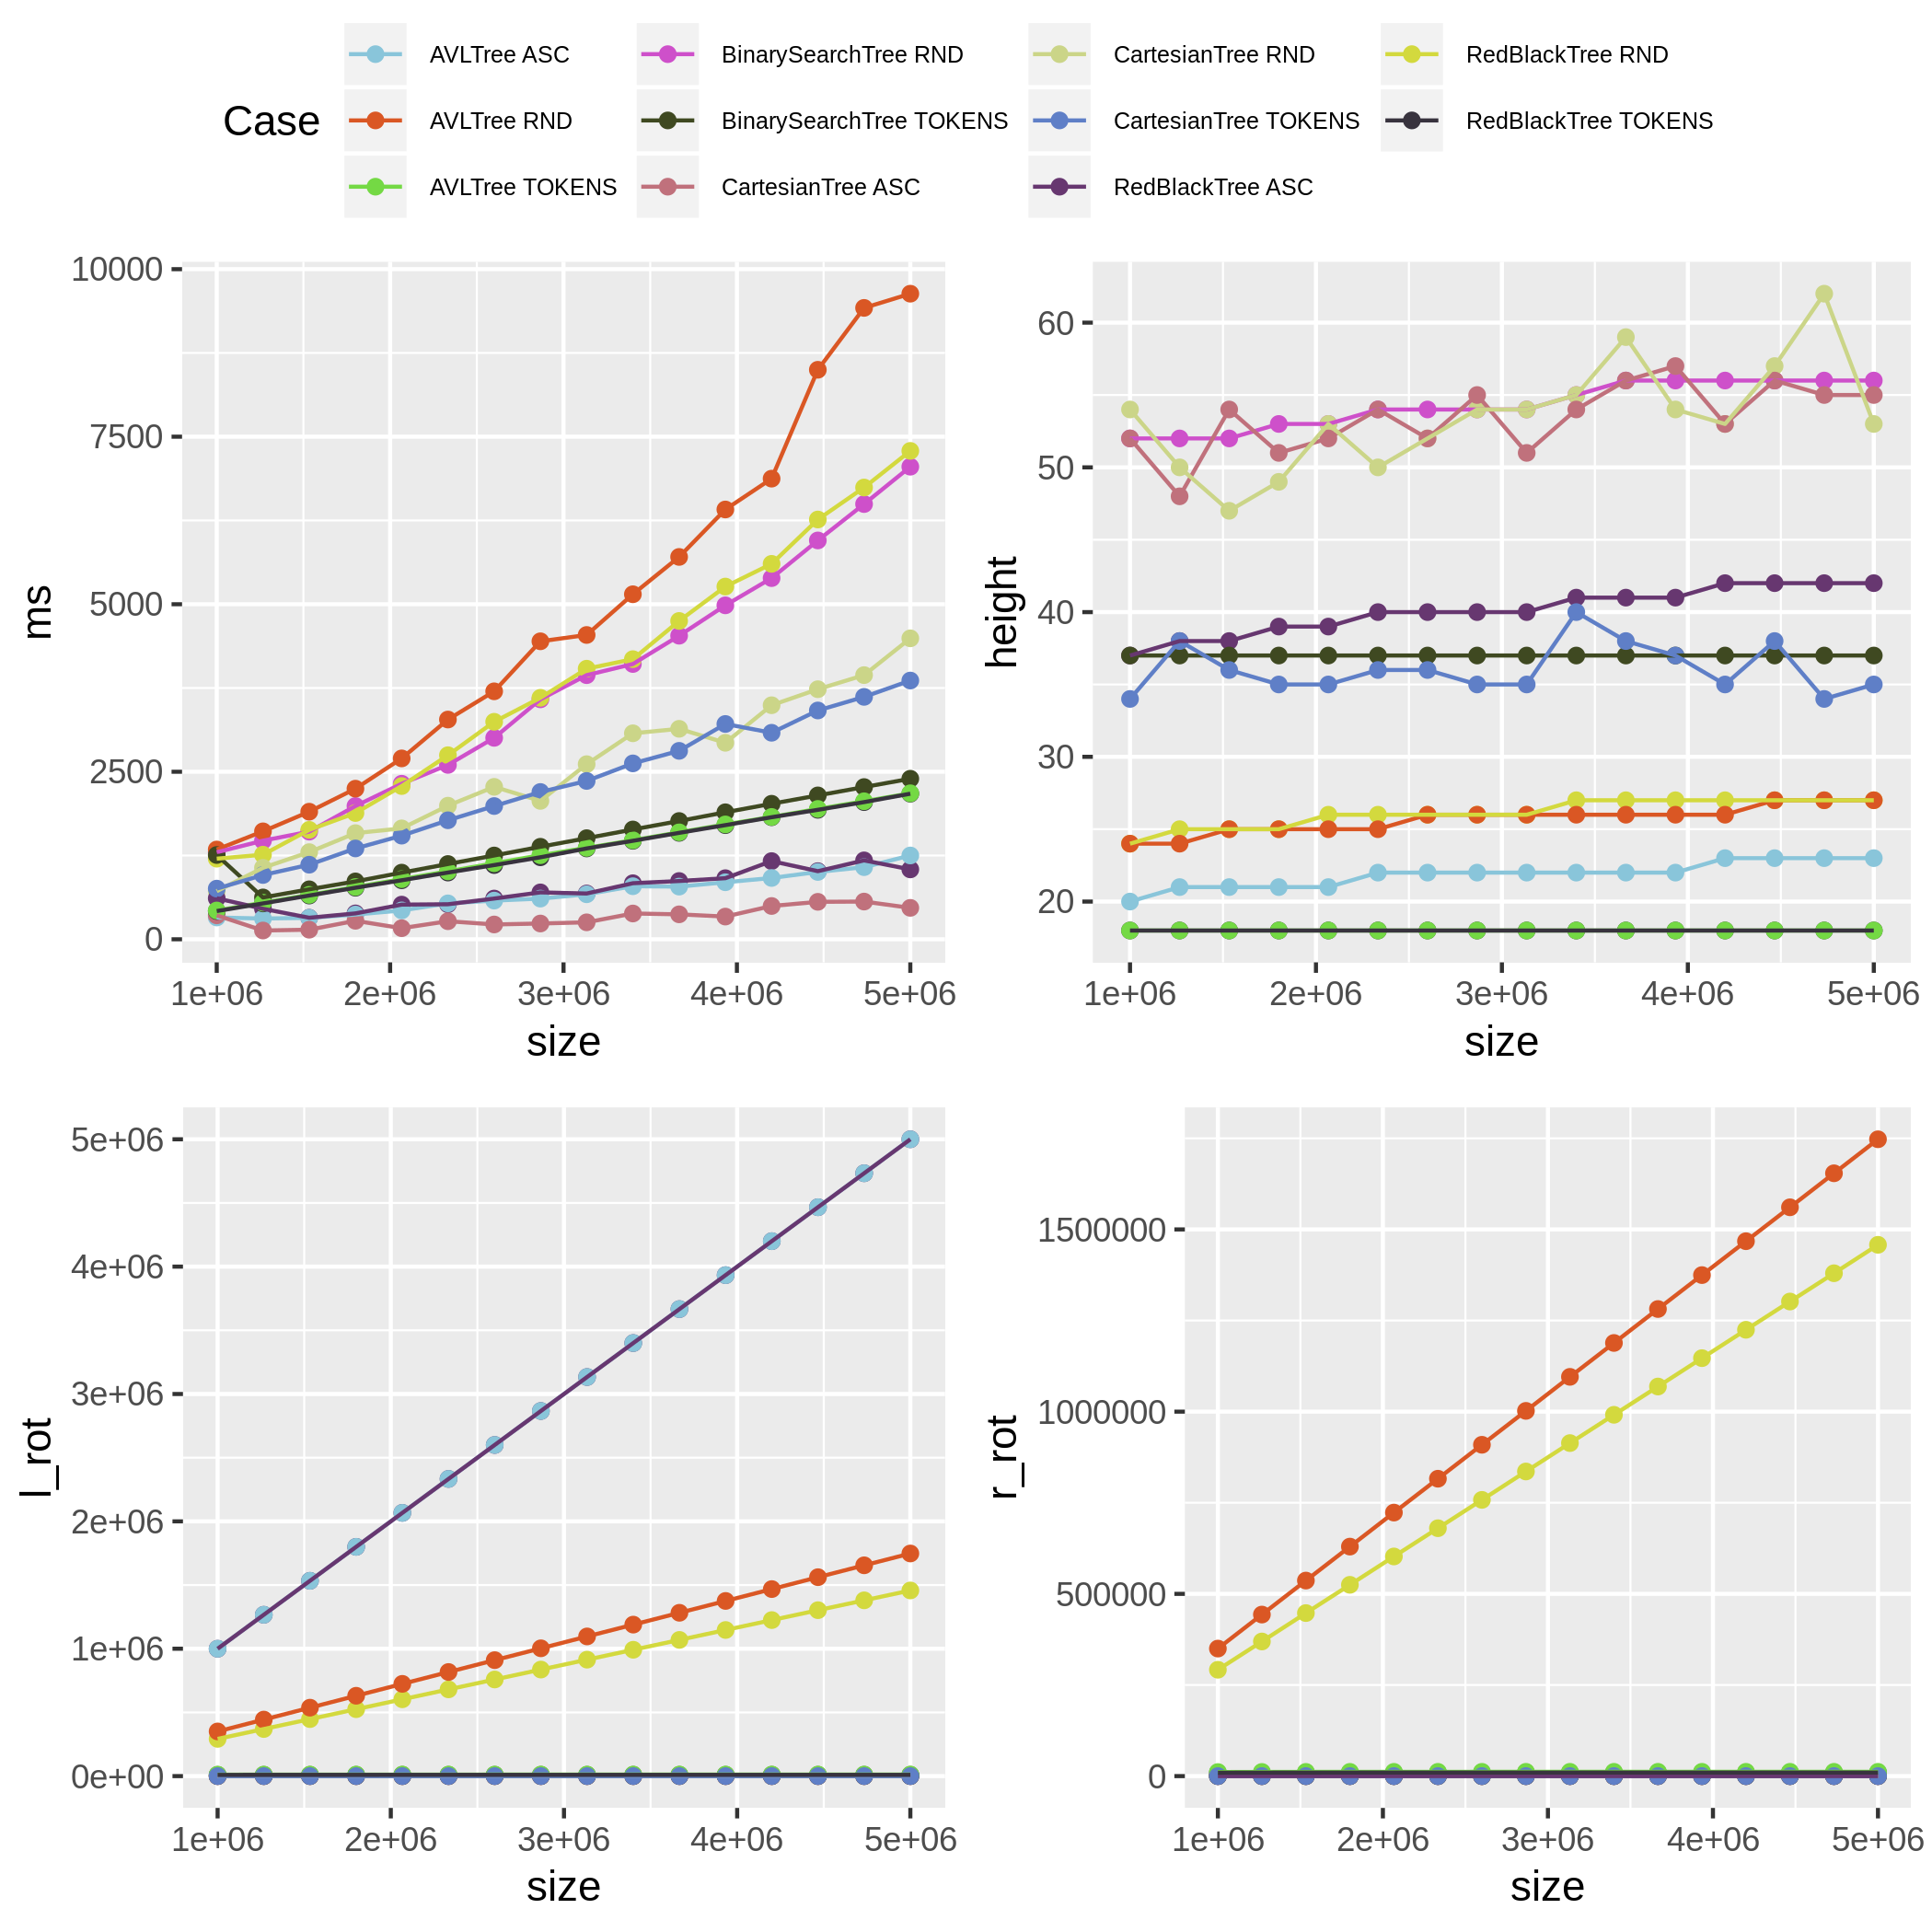 Case
AVLTree ASC
AVLTree RND
AVLTree TOKENS
BinarySearchTree RND
BinarySearchTree TOKENS
CartesianTree ASC
CartesianTree RND
CartesianTree TOKENS
RedBlackTree ASC
RedBlackTree RND
RedBlackTree TOKENS
ms
10000
7500
5000
2500
0
1e+06 2e+06 3e+06 4e+06 5e+06
size
height
60
50
40
30
20
1e+06 2e+06 3e+06 4e+06 5e+06
size
l_rot
5e+06
4e+06
3e+06
2e+06
1e+06
0e+00
1e+06 2e+06 3e+06 4e+06 5e+06
size
r_rot
1500000
1000000
500000
0
1e+06 2e+06 3e+06 4e+06 5e+06
size